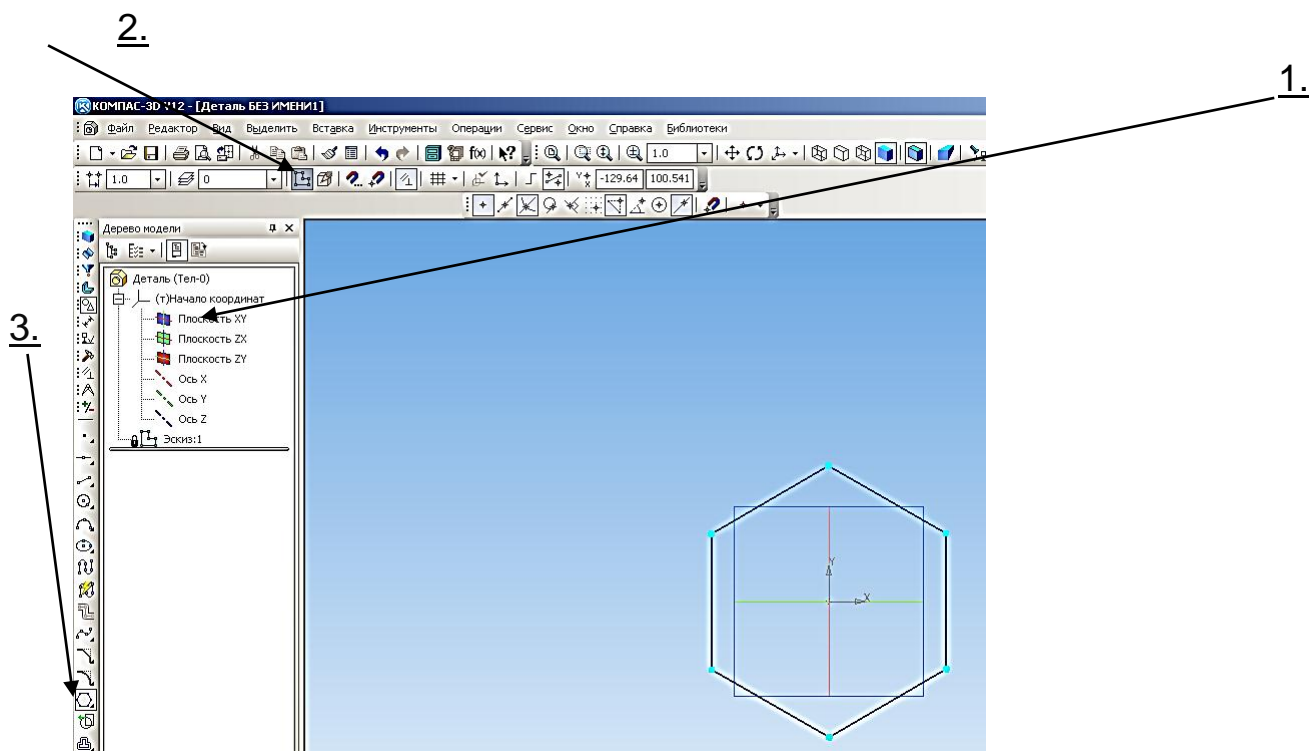 2.
1.
КОМПАС-3D V12 - [Деталь БЕЗ ИМЕНИ1]
Файл Редактор Вид Выделить Вставка Инструменты Операции Сервис Окно Справка Библиотеки
f(x) 1.0
1.0 0 -129.64 100.541
Дерево модели
Деталь (Тел-0)
(т)Начало координат
Плоскость XY
Плоскость ZX
Плоскость ZY
Ось X
Ось Y
Ось Z
Эскиз:1
3.
Y
X